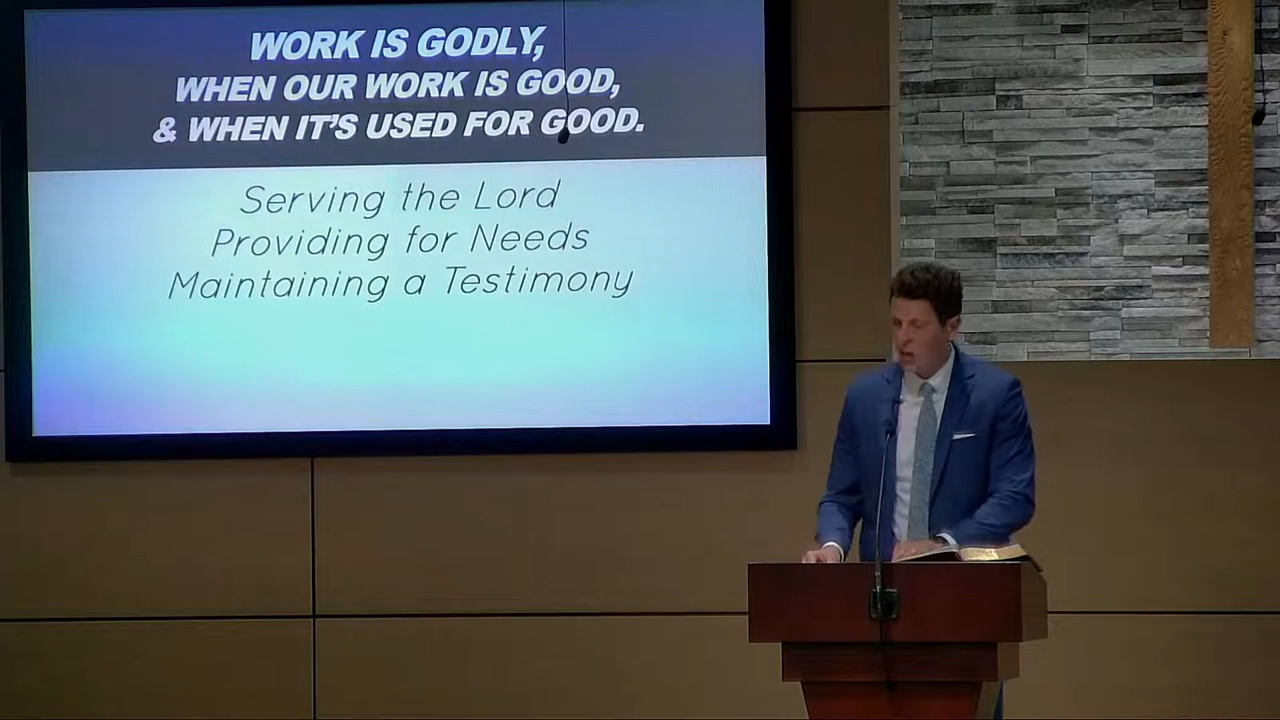 WORK IS GODLY,
WHEN OUR WORK IS GOOD,
& WHEN IT'S USED FOR GOOD.
Serving the Lord
Providing for Needs
Maintaining a Testimony